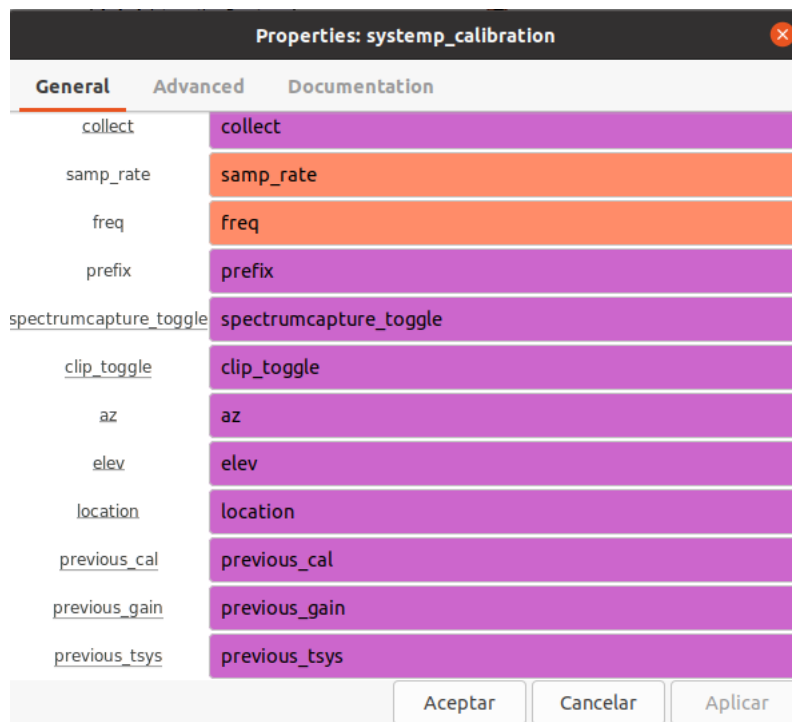 Properties: systemp_calibration
General Advanced Documentation
collect collect
samp_rate samp_rate
freq freq
prefix prefix
spectrumcapture_toggle spectrumcapture_toggle
clip_toggle clip_toggle
az az
elev elev
location location
previous_cal previous_cal
previous_gain previous_gain
previous_tsys previous_tsys
Aceptar Cancelar Aplicar